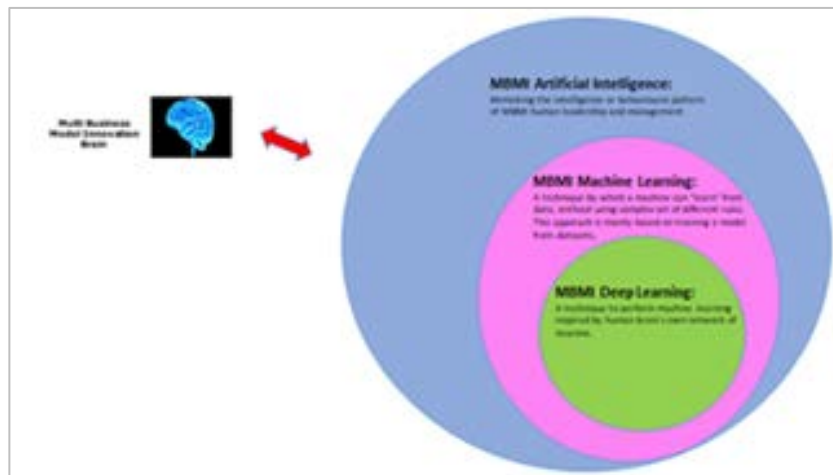 Multi Business
Model Innovation
Brain
MBMI Artificial Intelligence:
Mimicking the intelligence or behavioural pattern
of MBMI human leadership and management
MBMI Machine Learning:
A technique by which a machine can "learn" from
data, without using complex set of different rules.
This approach is mainly based on training a model
from datasets.
MBMI Deep Learning:
A technique to perform machine learning
inspired by human brain's own network of
neurons.